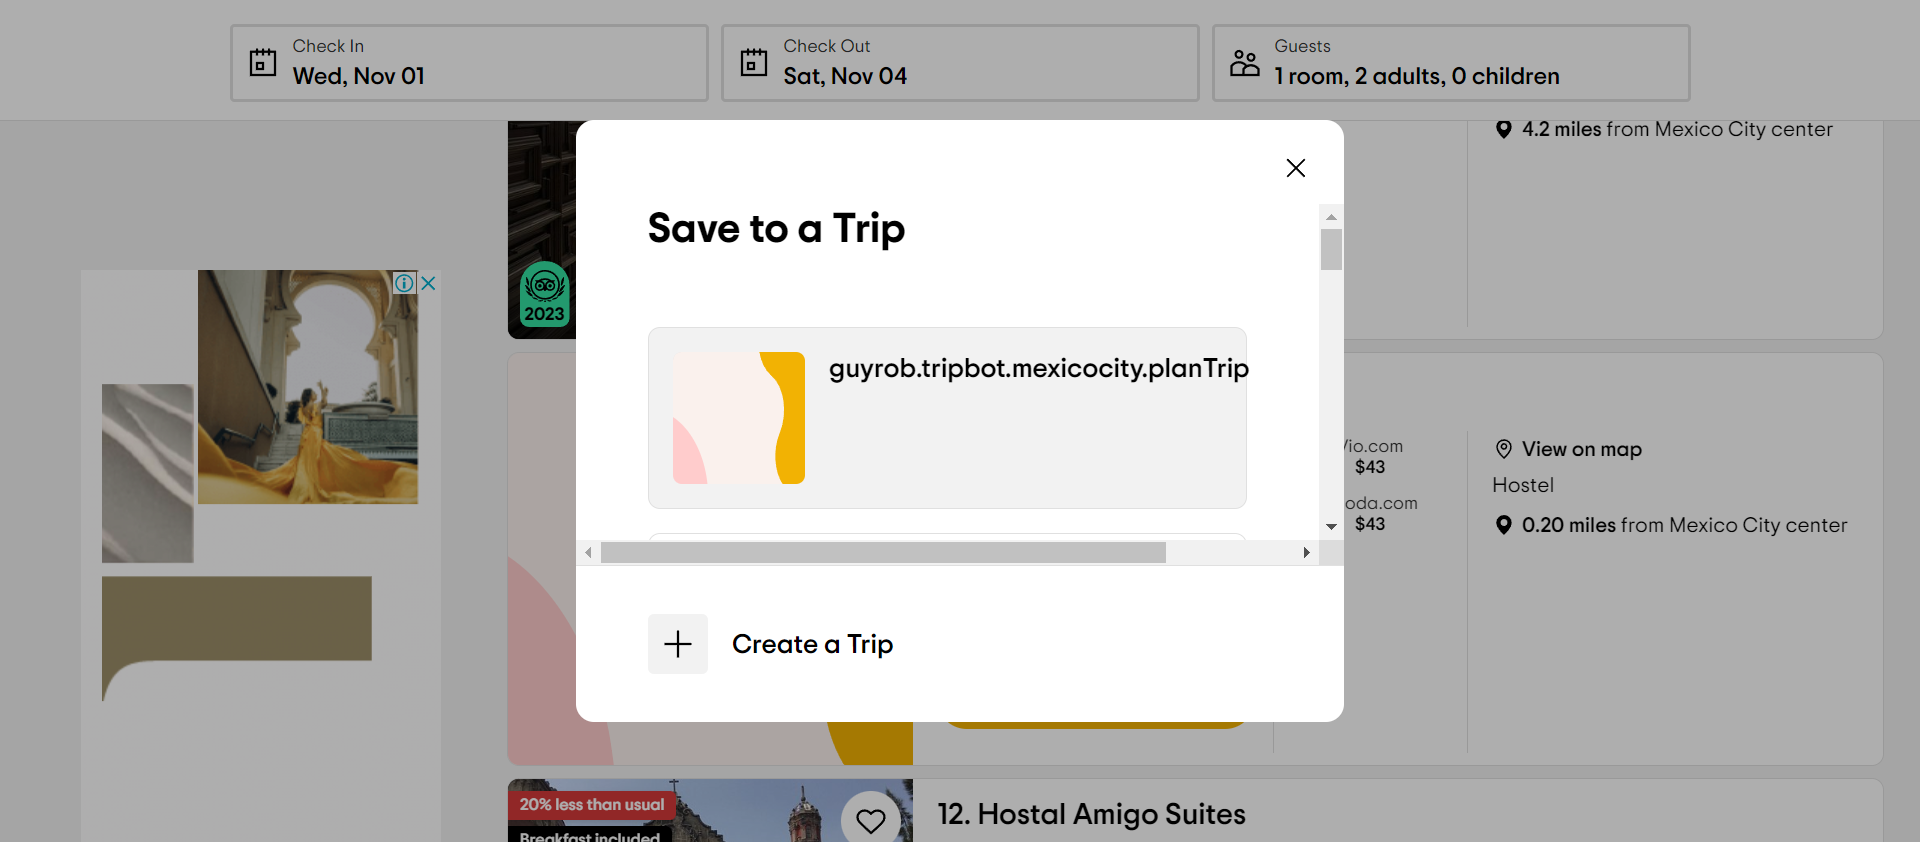 Check In
Wed, Nov 01
Check Out
Sat, Nov 04
Guests
1 room, 2 adults, 0 children
4.2 miles from Mexico City center
2023
Save to a Trip
guyrob.tripbot.mexicocity.planTrip
Create a Trip
Vio.com
$43
oda.com
$43
View on map
Hostel
0.20 miles from Mexico City center
20% less than usual
Breakfast included
12. Hostal Amigo Suites